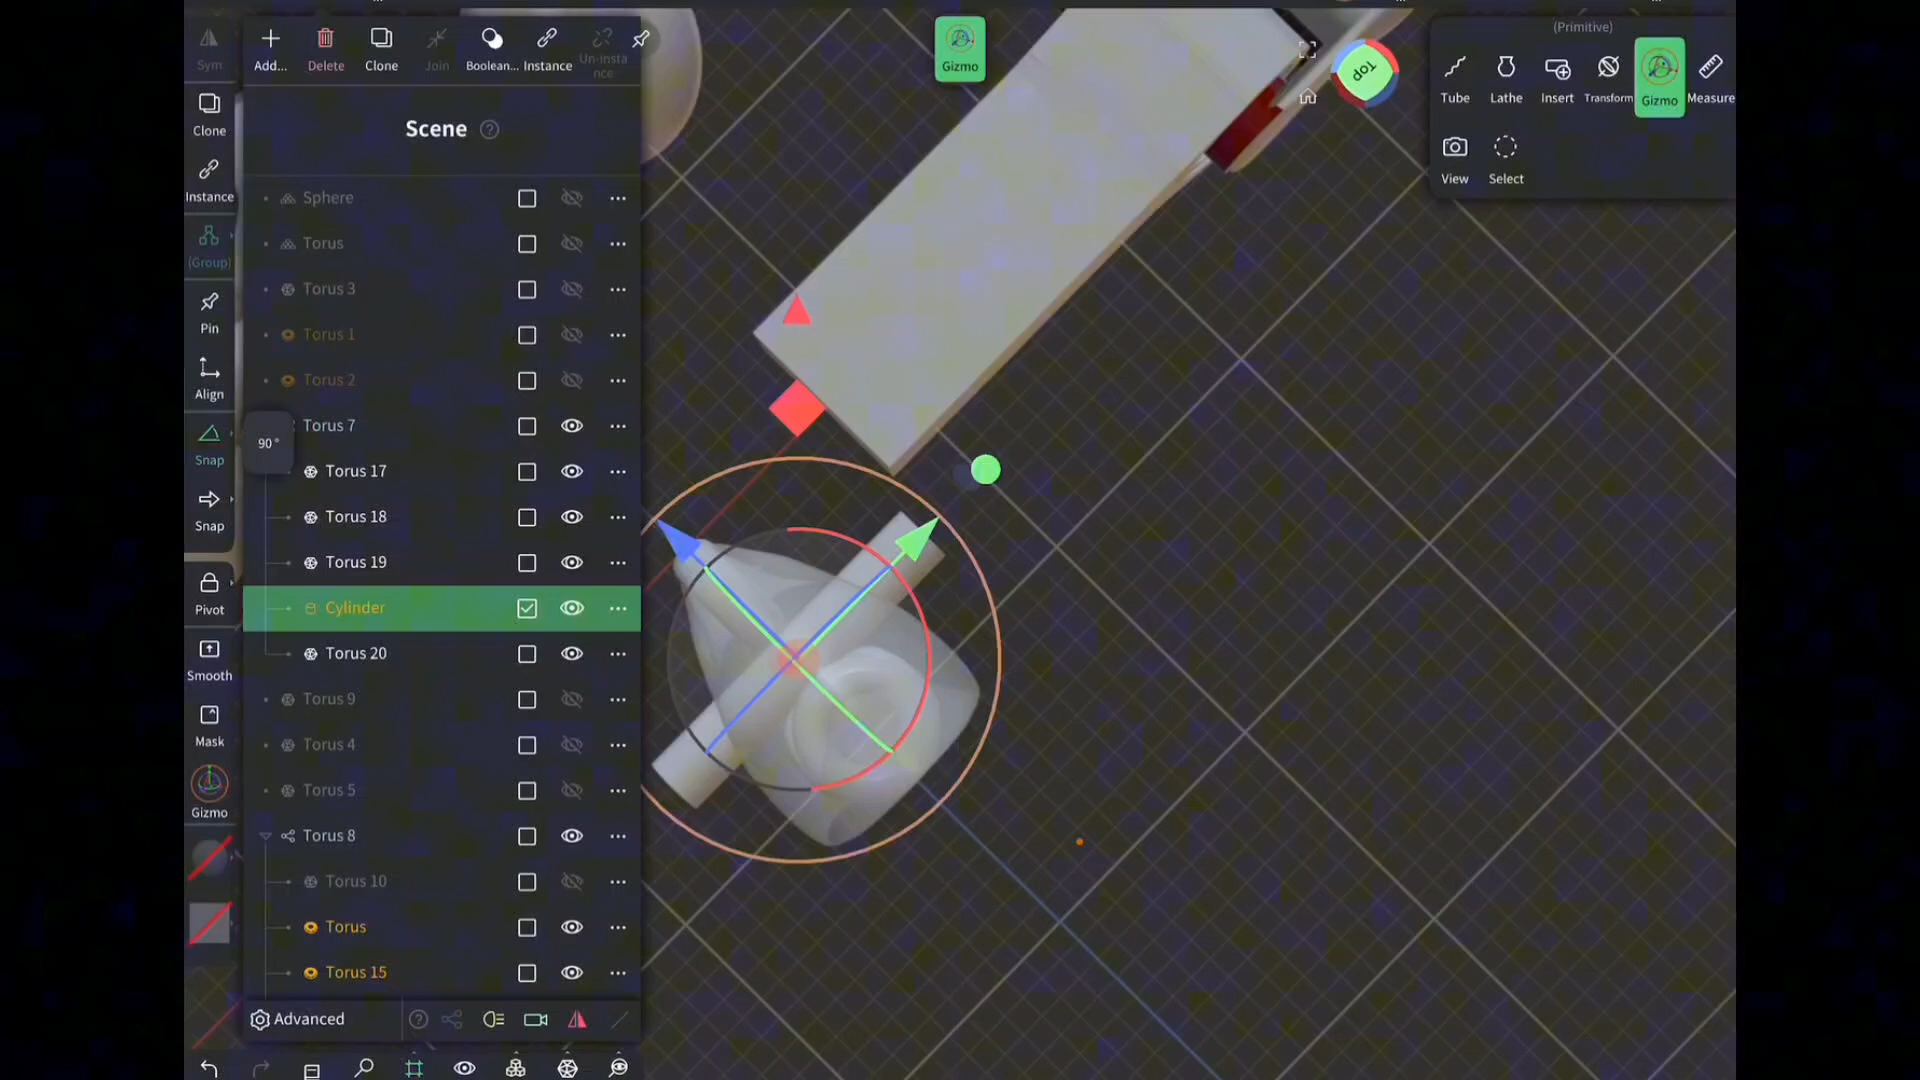 Sym
Clone
Instance
(Group)
Pin
Align
Snap
90°
Snap
Pivot
Smooth
Mask
Gizmo
Add...
Delete
Clone
Join
Boolean...
Instance
Un-insta
nce
Scene
Sphere
Torus
Torus 3
Torus 1
Torus 2
Torus 7
Torus 17
Torus 18
Torus 19
Cylinder
Torus 20
Torus 9
Torus 4
Torus 5
Torus 8
Torus 10
Torus
Torus 15
Advanced
Gizmo
Top
(Primitive)
Tube
Lathe
Insert
Transform
Gizmo
Measure
View
Select